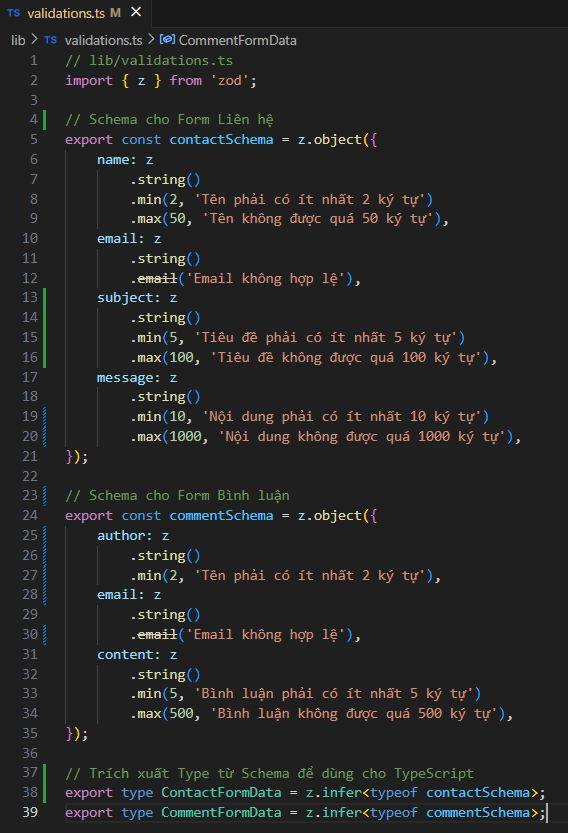 TS validations.ts M ×
lib > TS validations.ts > CommentFormData
1 // lib/validations.ts
2 import { z } from 'zod';
3
4 // Schema cho Form Liên hệ
5 export const contactSchema = z.object({
6     name: z
7         .string()
8         .min(2, 'Tên phải có ít nhất 2 ký tự')
9         .max(50, 'Tên không được quá 50 ký tự'),
10     email: z
11         .string()
12         .email('Email không hợp lệ'),
13     subject: z
14         .string()
15         .min(5, 'Tiêu đề phải có ít nhất 5 ký tự')
16         .max(100, 'Tiêu đề không được quá 100 ký tự'),
17     message: z
18         .string()
19         .min(10, 'Nội dung phải có ít nhất 10 ký tự')
20         .max(1000, 'Nội dung không được quá 1000 ký tự'),
21 });
22
23 // Schema cho Form Bình luận
24 export const commentSchema = z.object({
25     author: z
26         .string()
27         .min(2, 'Tên phải có ít nhất 2 ký tự'),
28     email: z
29         .string()
30         .email('Email không hợp lệ'),
31     content: z
32         .string()
33         .min(5, 'Bình luận phải có ít nhất 5 ký tự')
34         .max(500, 'Bình luận không được quá 500 ký tự'),
35 });
36
37 // Trích xuất Type từ Schema để dùng cho TypeScript
38 export type ContactFormData = z.infer<typeof contactSchema>;
39 export type CommentFormData = z.infer<typeof commentSchema>;